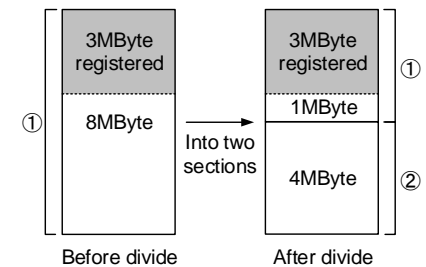 3MByte
registered
①
8MByte
Into two
sections
3MByte
registered
①
1MByte
4MByte
②
Before divide
After divide